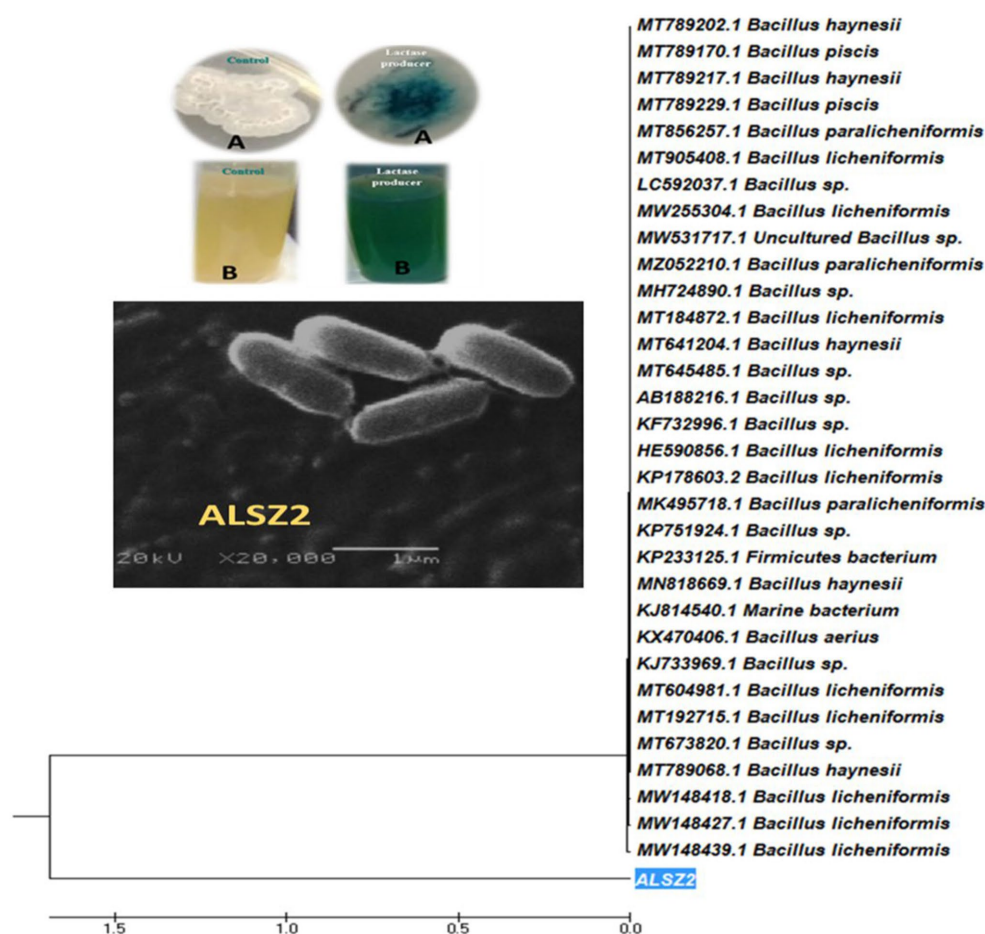 Control
Lactase
producer
A
A
Control
Lactase
producer
B
B
ALSZ2
20kU X20,000 1µm
MT789202.1 Bacillus haynesii
MT789170.1 Bacillus piscis
MT789217.1 Bacillus haynesii
MT789229.1 Bacillus piscis
MT856257.1 Bacillus paralicheniformis
MT905408.1 Bacillus licheniformis
LC592037.1 Bacillus sp.
MW255304.1 Bacillus licheniformis
MW531717.1 Uncultured Bacillus sp.
MZ052210.1 Bacillus paralicheniformis
MH724890.1 Bacillus sp.
MT184872.1 Bacillus licheniformis
MT641204.1 Bacillus haynesii
MT645485.1 Bacillus sp.
AB188216.1 Bacillus sp.
KF732996.1 Bacillus sp.
HE590856.1 Bacillus licheniformis
KP178603.2 Bacillus licheniformis
MK495718.1 Bacillus paralicheniformis
KP751924.1 Bacillus sp.
KP233125.1 Firmicutes bacterium
MN818669.1 Bacillus haynesii
KJ814540.1 Marine bacterium
KX470406.1 Bacillus aerius
KJ733969.1 Bacillus sp.
MT604981.1 Bacillus licheniformis
MT192715.1 Bacillus licheniformis
MT673820.1 Bacillus sp.
MT789068.1 Bacillus haynesii
MW148418.1 Bacillus licheniformis
MW148427.1 Bacillus licheniformis
MW148439.1 Bacillus licheniformis
ALSZ2
1.5 1.0 0.5 0.0